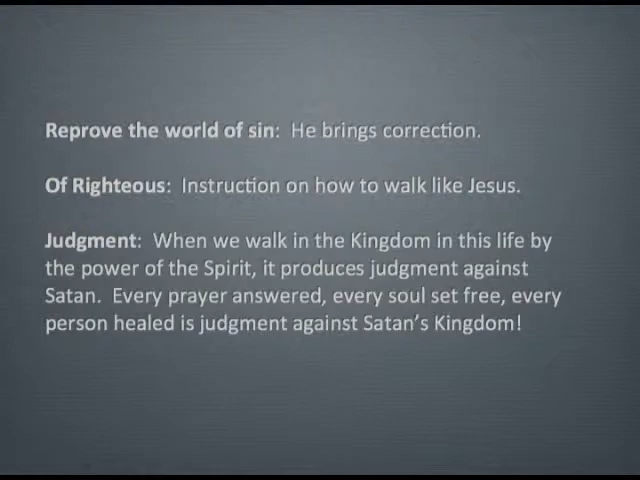 Reprove the world of sin:  He brings correction.
Of Righteous:  Instruction on how to walk like Jesus.
Judgment:  When we walk in the Kingdom in this life by
the power of the Spirit, it produces judgment against
Satan.  Every prayer answered, every soul set free, every
person healed is judgment against Satan’s Kingdom!